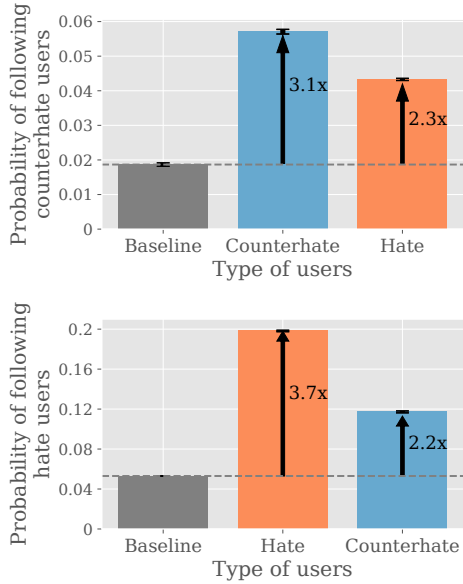 Probability of following
counterhate users
0.06
0.05
0.04
0.03
0.02
0.01
0
3.1x
2.3x
Baseline
Counterhate
Hate
Type of users
Probability of following
hate users
0.2
0.16
0.12
0.08
0.04
0
3.7x
2.2x
Baseline
Hate
Counterhate
Type of users